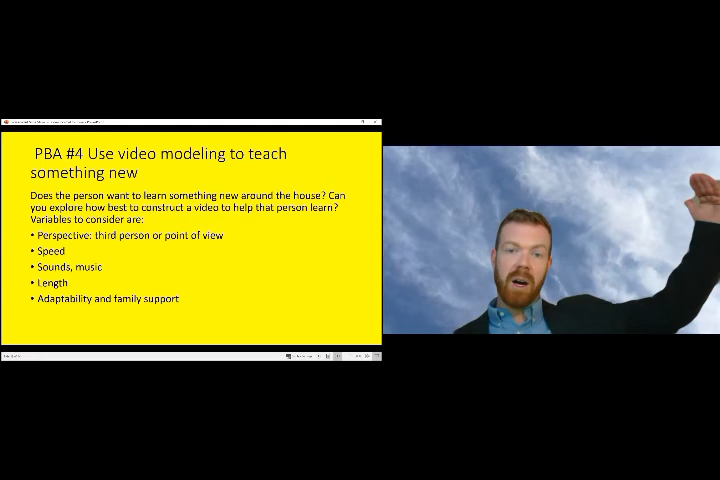 PBA #4 Use video modeling to teach
something new
Does the person want to learn something new around the house? Can
you explore how best to construct a video to help that person learn?
Variables to consider are:
• Perspective: third person or point of view
• Speed
• Sounds, music
• Length
• Adaptability and family support